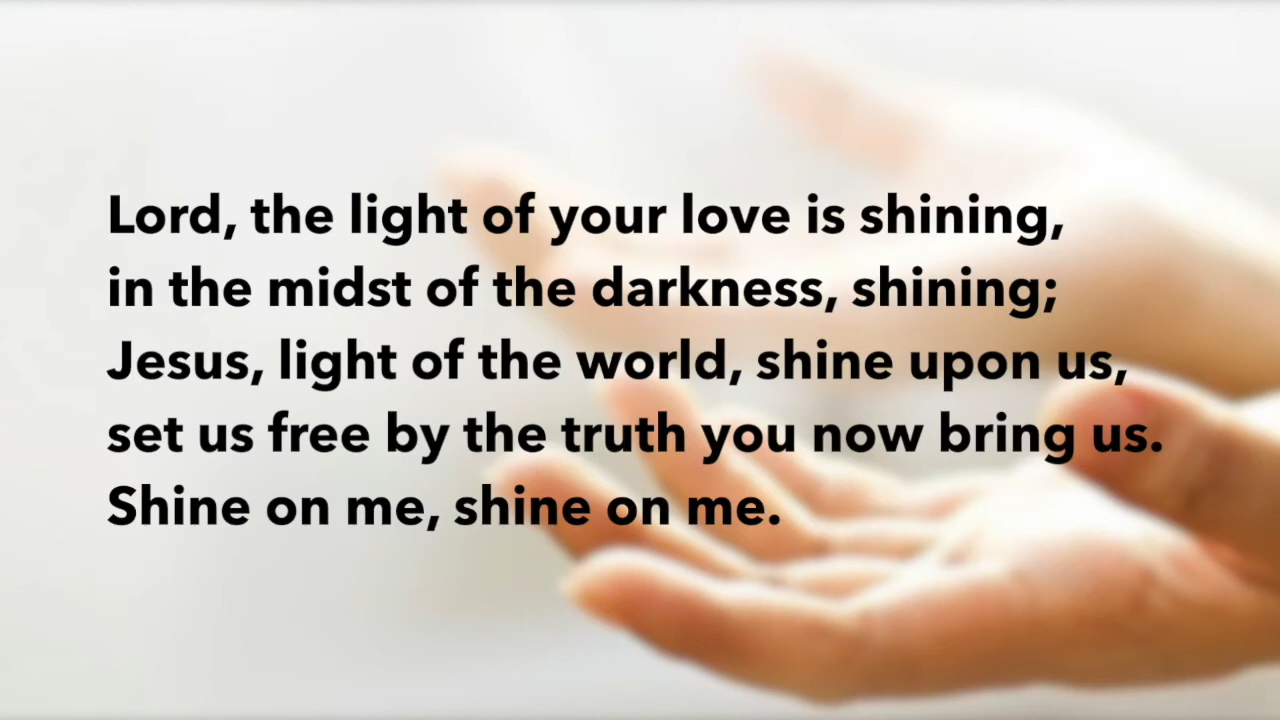 Lord, the light of your love is shining,
in the midst of the darkness, shining;
Jesus, light of the world, shine upon us,
set us free by the truth you now bring us.
Shine on me, shine on me.